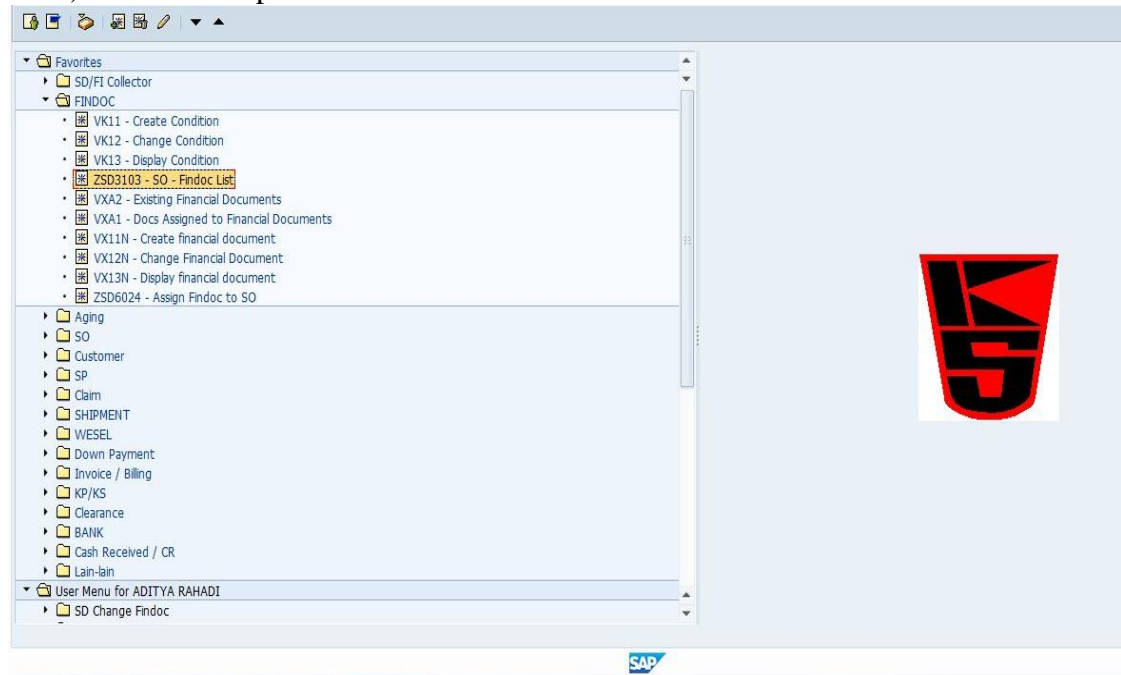 Favorites
SD/FI Collector
FINDOC
VK11 - Create Condition
VK12 - Change Condition
VK13 - Display Condition
ZSD3103 - SO - Findoc List
VXA2 - Existing Financial Documents
VXA1 - Docs Assigned to Financial Documents
VX11N - Create financial document
VX12N - Change Financial Document
VX13N - Display financial document
ZSD6024 - Assign Findoc to SO
Aging
SO
Customer
SP
Claim
SHIPMENT
WESEL
Down Payment
Invoice / Billing
KP/KS
Clearance
BANK
Cash Received / CR
Lain-lain
User Menu for ADITYA RAHADI
SD Change Findoc
KS
SAP